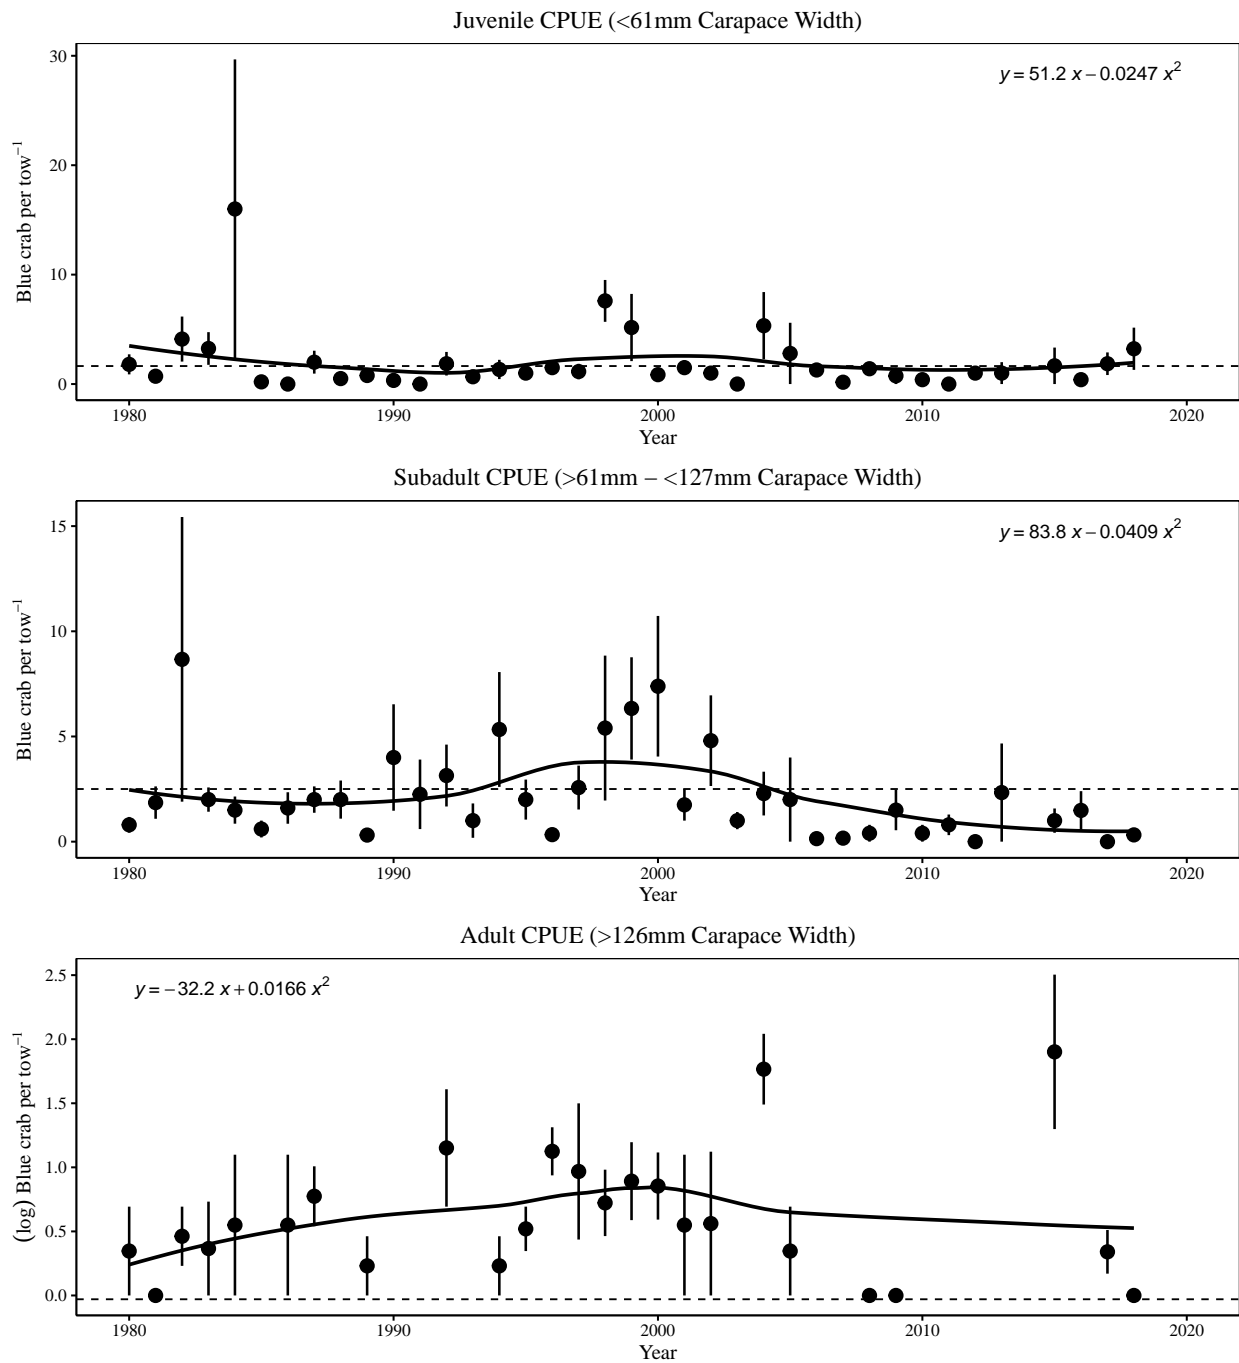 Juvenile CPUE (<61mm Carapace Width)
y = 51.2 x − 0.0247 x²
30
20
10
0
Blue crab per tow⁻¹
1980 1990 2000 2010 2020
Year
Subadult CPUE (>61mm – <127mm Carapace Width)
y = 83.8 x − 0.0409 x²
15
10
5
0
Blue crab per tow⁻¹
1980 1990 2000 2010 2020
Year
Adult CPUE (>126mm Carapace Width)
y = −32.2 x + 0.0166 x²
2.5
2.0
1.5
1.0
0.5
0.0
(log) Blue crab per tow⁻¹
1980 1990 2000 2010 2020
Year